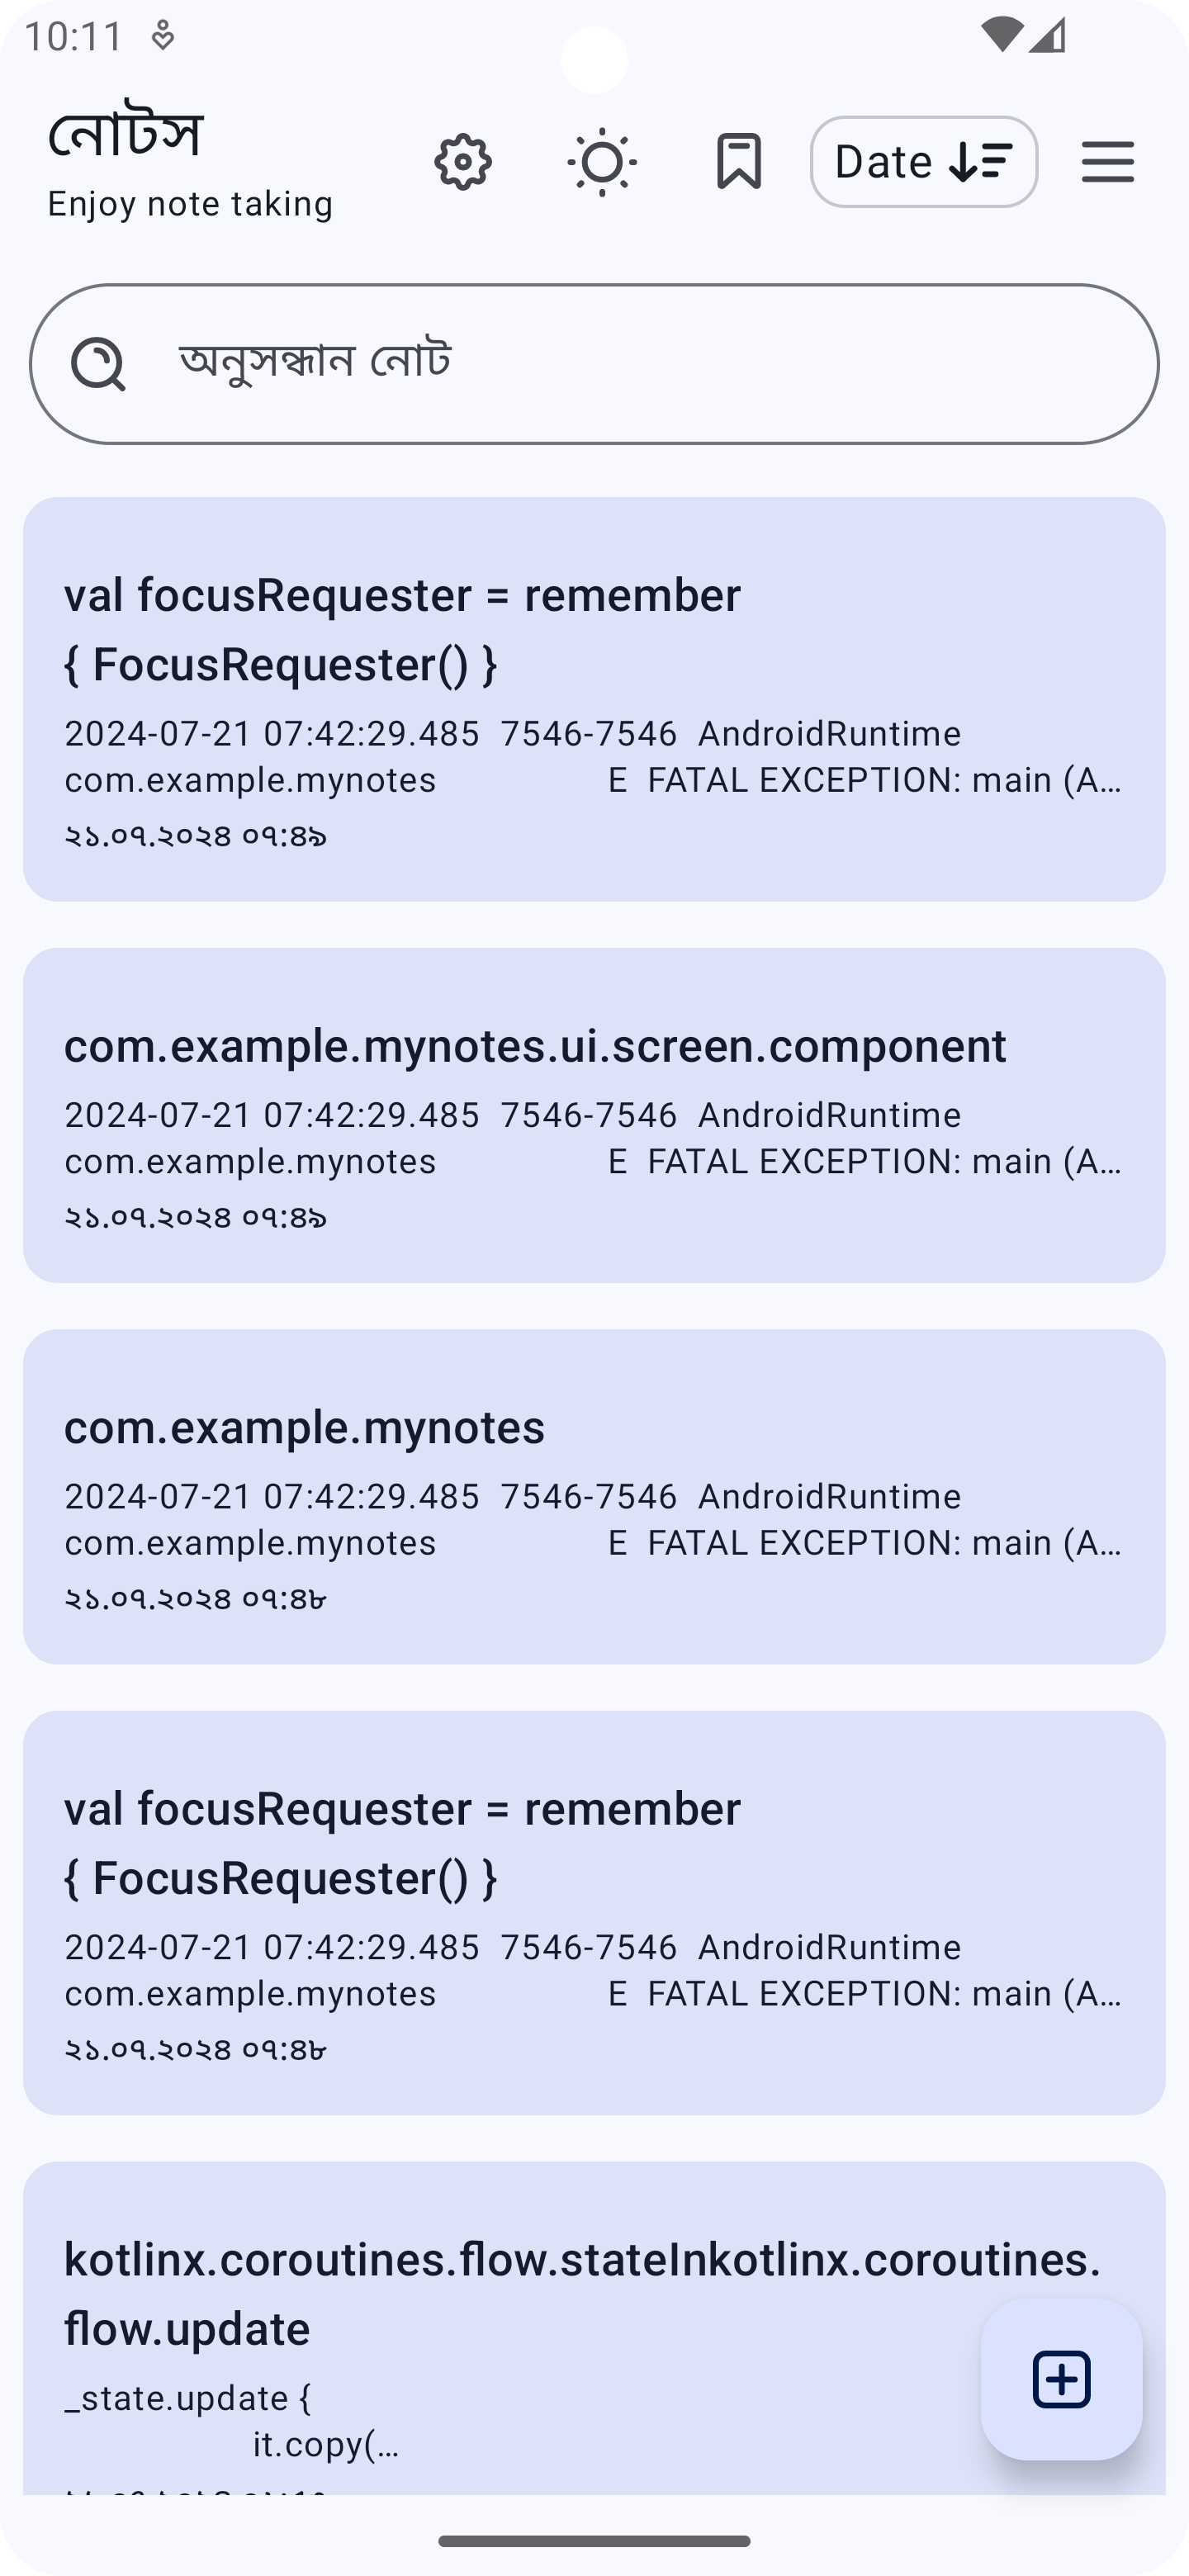 10:11
নোটস
Enjoy note taking
Date
অনুসন্ধান নোট
val focusRequester = remember
{ FocusRequester() }
2024-07-21 07:42:29.485 7546-7546 AndroidRuntime
com.example.mynotes E FATAL EXCEPTION: main (A...
২১.০৭.২০২৪ ০৭:৪৯
com.example.mynotes.ui.screen.component
2024-07-21 07:42:29.485 7546-7546 AndroidRuntime
com.example.mynotes E FATAL EXCEPTION: main (A...
২১.০৭.২০২৪ ০৭:৪৯
com.example.mynotes
2024-07-21 07:42:29.485 7546-7546 AndroidRuntime
com.example.mynotes E FATAL EXCEPTION: main (A...
২১.০৭.২০২৪ ০৭:৪৮
val focusRequester = remember
{ FocusRequester() }
2024-07-21 07:42:29.485 7546-7546 AndroidRuntime
com.example.mynotes E FATAL EXCEPTION: main (A...
২১.০৭.২০২৪ ০৭:৪৮
kotlinx.coroutines.flow.stateInkotlinx.coroutines.
flow.update
_state.update {
it.copy(...